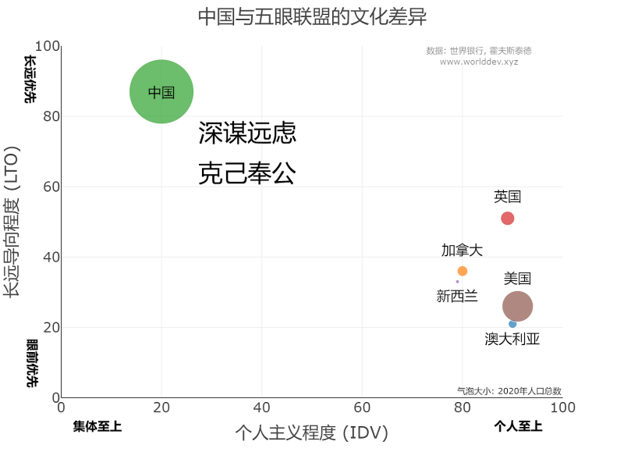 中国与五眼联盟的文化差异
数据: 世界银行, 霍夫斯泰德
www.worlddev.xyz
长远优先
100
中国
80
深谋远虑
克己奉公
长远导向程度 (LTO)
60
英国
加拿大
40
美国
新西兰
20
澳大利亚
眼前优先
气泡大小: 2020年人口总数
0
0
20
40
60
80
100
集体至上
个人主义程度 (IDV)
个人至上